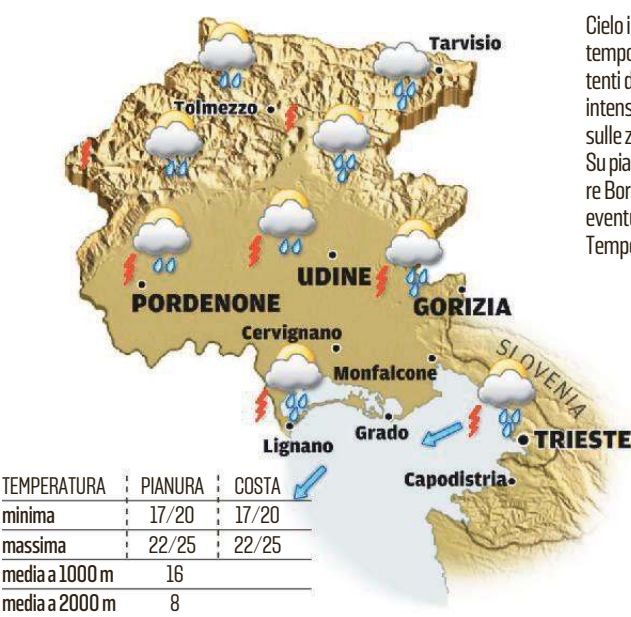 Tarvisio
Tolmezzo
UDINE
PORDENONE
GORIZIA
Cervignano
Monfalcone
SLOVENIA
Lignano
Grado
TRIESTE
Capodistria
TEMPERATURA PIANURA COSTA
minima 17/20 17/20
massima 22/25 22/25
media a 1000 m 16
media a 2000 m 8
Cielo i
tempo
tenti d
intens
sulle z
Su pia
re Bor
eventu
Tempe